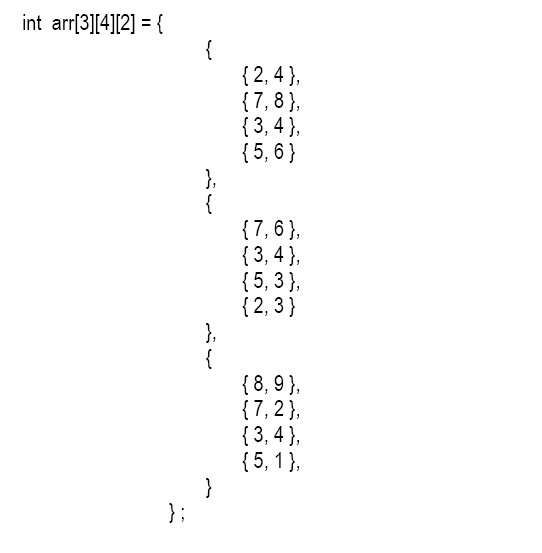 int arr[3][4][2] = {
{
{ 2, 4 },
{ 7, 8 },
{ 3, 4 },
{ 5, 6 }
},
{
{ 7, 6 },
{ 3, 4 },
{ 5, 3 },
{ 2, 3 }
},
{
{ 8, 9 },
{ 7, 2 },
{ 3, 4 },
{ 5, 1 },
}
} ;